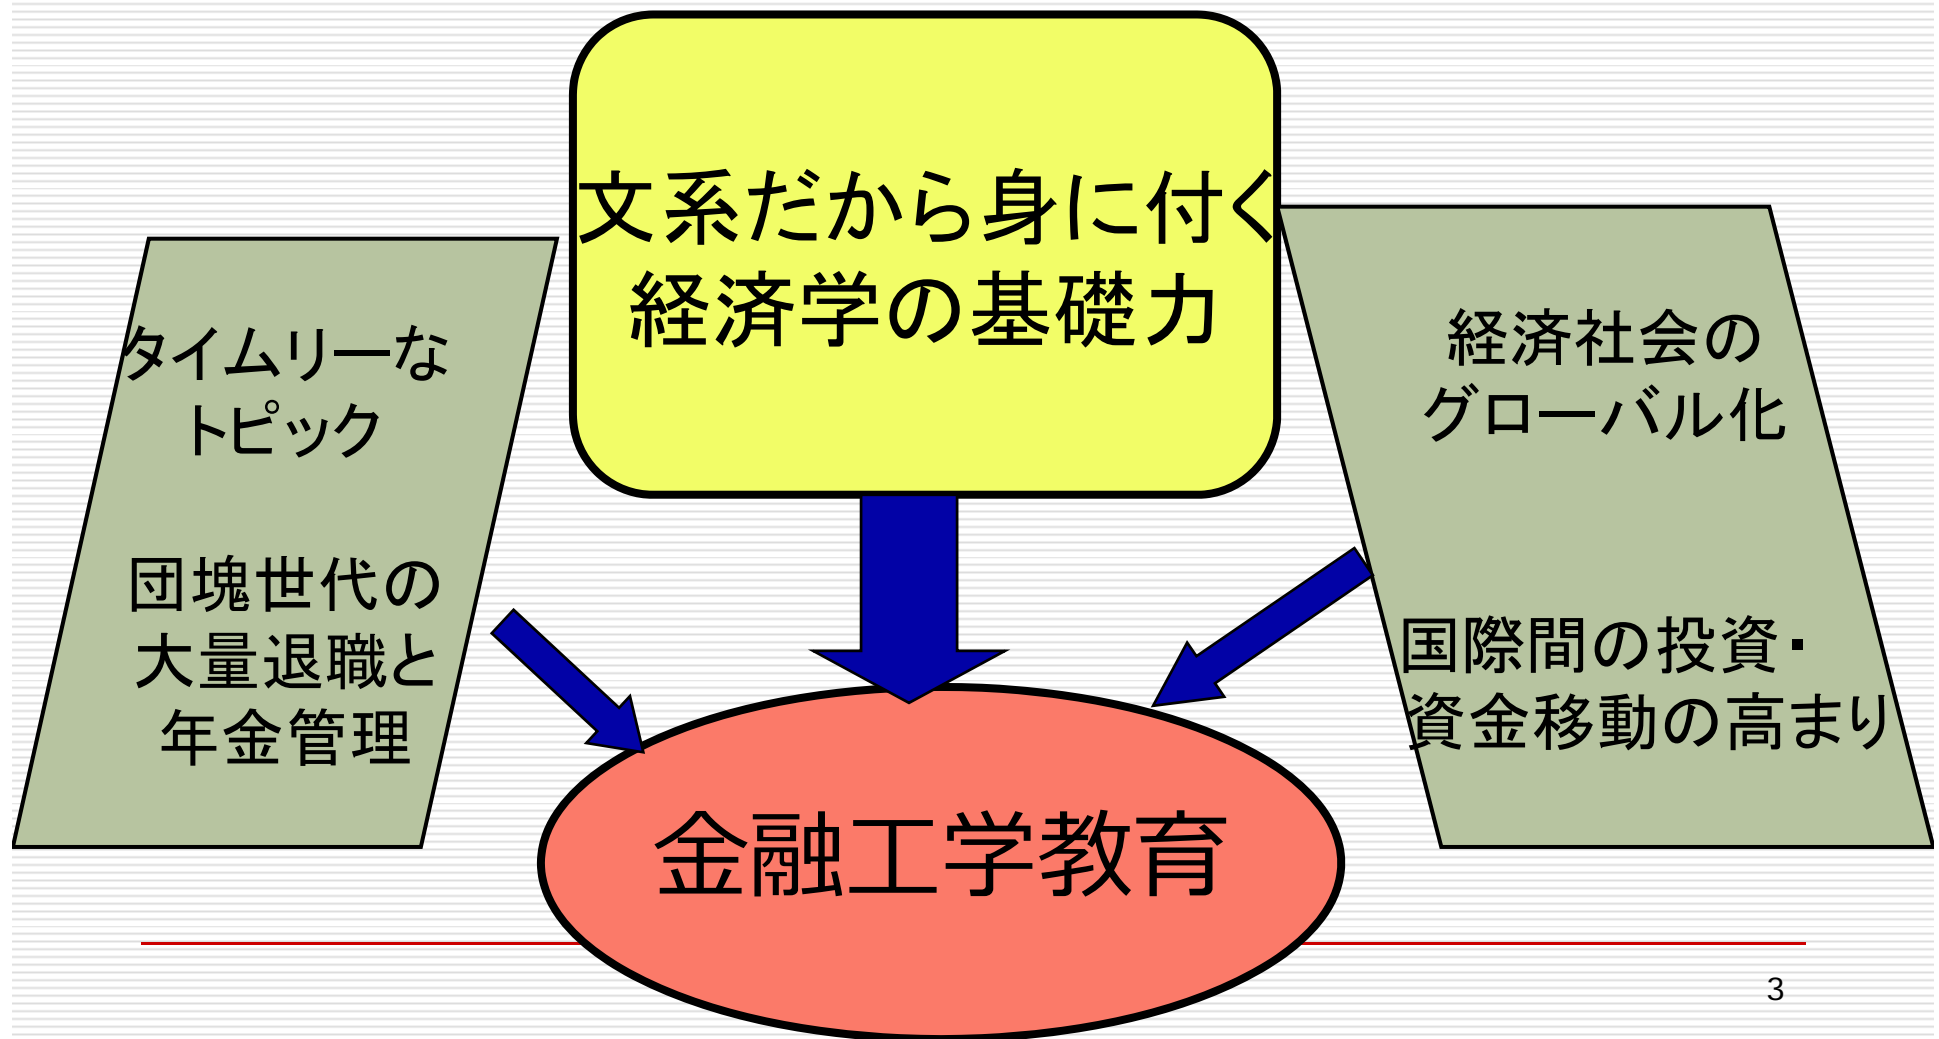 文系だから身に付く
経済学の基礎力
タイムリーな
トピック
団塊世代の
大量退職と
年金管理
経済社会の
グローバル化
国際間の投資・
資金移動の高まり
金融工学教育
3